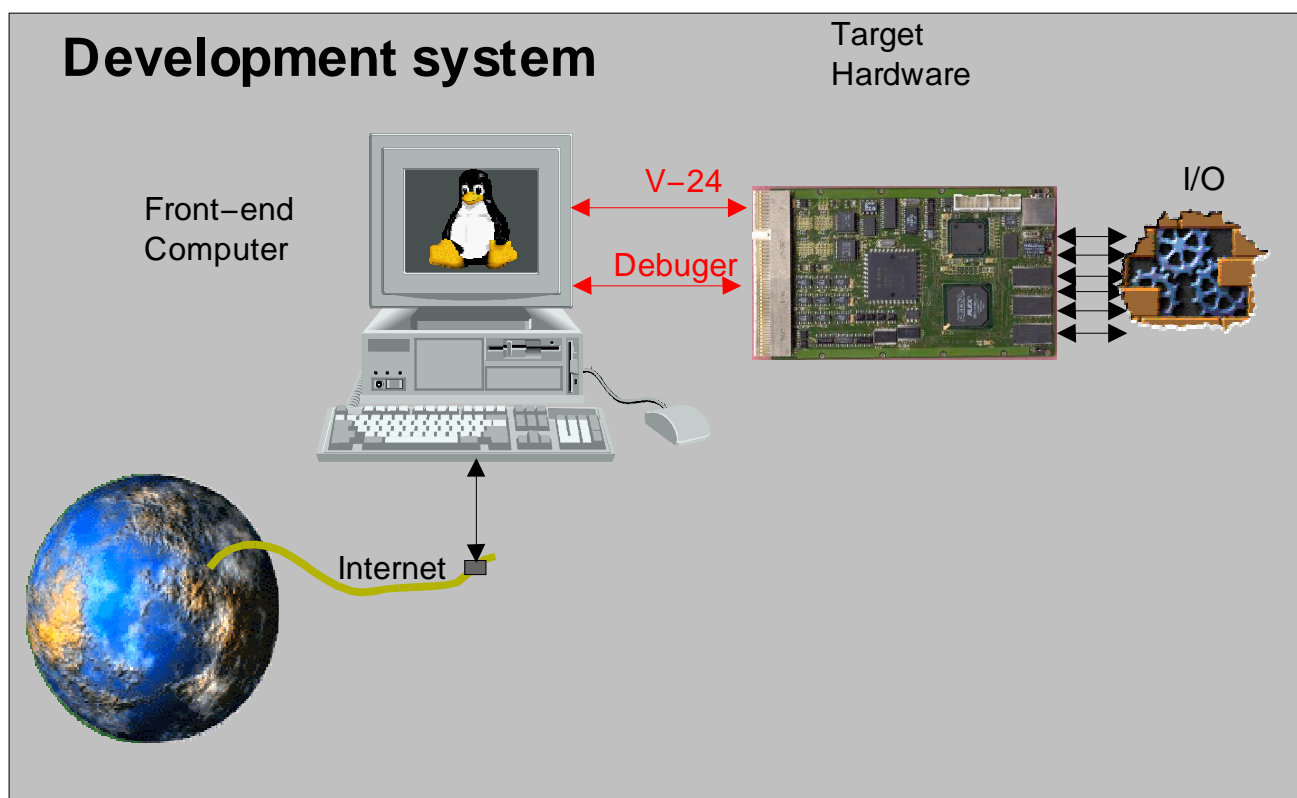 Development system
Target
Hardware
Front−end
Computer
V−24
Debuger
I/O
Internet